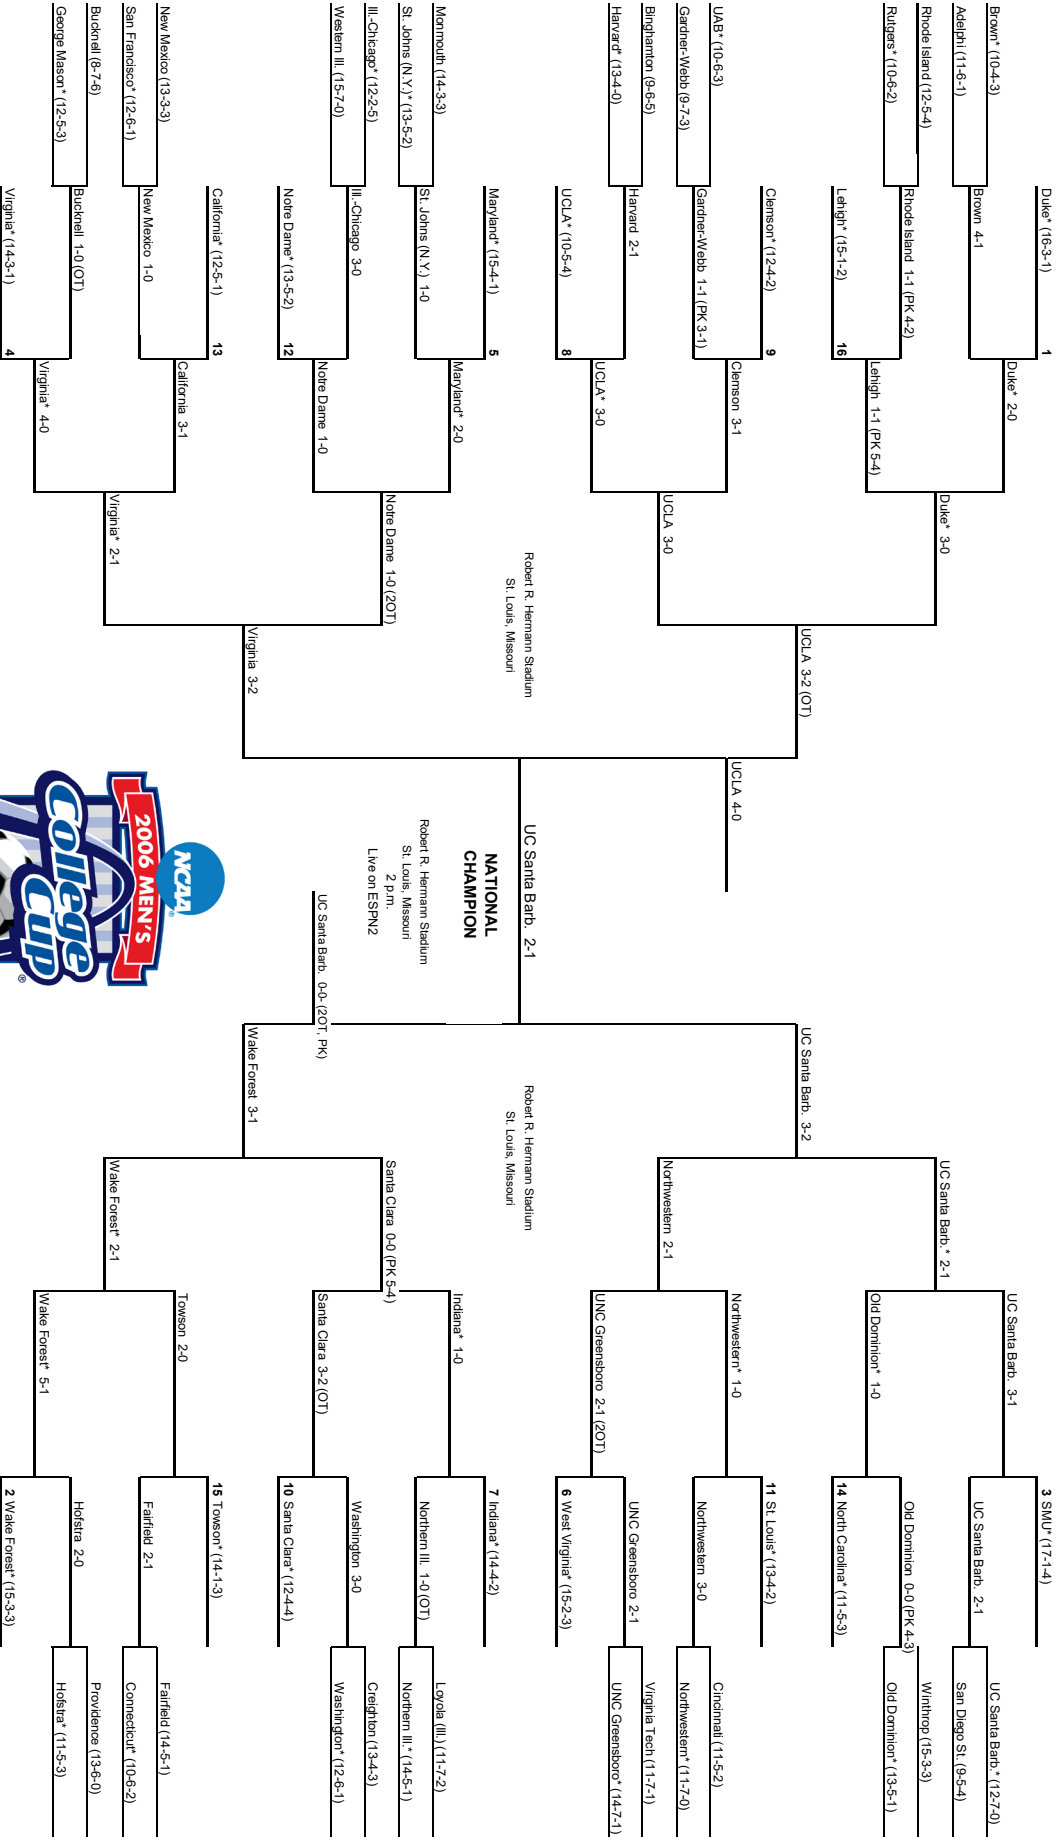 Duke* (16-3-1)
1
Brown* (10-4-3)
Brown 4-1
Adelphi (11-6-1)
Duke* 2-0
Rhode Island (12-5-4)
Rhode Island 1-1 (PK 4-2)
Rutgers* (10-6-2)
Duke* 3-0
Lehigh* (15-1-2)
16
Lehigh 1-1 (PK 5-4)
UCLA 3-2 (OT)
Clemson* (12-4-2)
9
UAB* (10-6-3)
Gardner-Webb 1-1 (PK 3-1)
Gardner-Webb (9-7-3)
Clemson 3-1
Binghamton (9-6-5)
Harvard 2-1
Harvard* (13-4-0)
UCLA 3-0
UCLA* (10-5-4)
8
UCLA* 3-0
UCLA 4-0
Robert R. Hermann Stadium
St. Louis, Missouri
Maryland* (15-4-1)
5
Monmouth (14-3-3)
St. Johns (N.Y.) 1-0
St. Johns (N.Y.)* (13-5-2)
Maryland* 2-0
Ill.-Chicago* (12-2-5)
Ill.-Chicago 3-0
Western Ill. (15-7-0)
Notre Dame 1-0 (2OT)
Notre Dame* (13-5-2)
12
Notre Dame 1-0
Virginia 3-2
California* (12-5-1)
13
New Mexico (13-3-3)
New Mexico 1-0
San Francisco* (12-6-1)
California 3-1
Bucknell (8-7-6)
Bucknell 1-0 (OT)
George Mason* (12-5-3)
Virginia* 2-1
Virginia* (14-3-1)
4
Virginia* 4-0
UC Santa Barb. 2-1
NATIONAL
CHAMPION
Robert R. Hermann Stadium
St. Louis, Missouri
2 p.m.
Live on ESPN2
UC Santa Barb. 0-0- (2OT, PK)
NCAA
®
2006 MEN'S
College
Cup
®
3 SMU* (17-1-4)
UC Santa Barb.* (12-7-0)
UC Santa Barb. 2-1
San Diego St. (9-5-4)
UC Santa Barb. 3-1
Winthrop (15-3-3)
Old Dominion 0-0 (PK 4-3)
Old Dominion* (13-5-1)
UC Santa Barb.* 2-1
14 North Carolina* (11-5-3)
Old Dominion* 1-0
UC Santa Barb. 3-2
11 St. Louis* (13-4-2)
Cincinnati (11-5-2)
Northwestern 3-0
Northwestern* (11-7-0)
Northwestern* 1-0
Virginia Tech (11-7-1)
UNC Greensboro 2-1
UNC Greensboro* (14-7-1)
Northwestern 2-1
6 West Virginia* (15-2-3)
UNC Greensboro 2-1 (2OT)
Robert R. Hermann Stadium
St. Louis, Missouri
7 Indiana* (14-4-2)
Loyola (Ill.) (11-7-2)
Northern Ill. 1-0 (OT)
Northern Ill.* (14-5-1)
Indiana* 1-0
Creighton (13-4-3)
Washington 3-0
Washington* (12-6-1)
Santa Clara 0-0 (PK 5-4)
10 Santa Clara* (12-4-4)
Santa Clara 3-2 (OT)
Wake Forest 3-1
15 Towson* (14-1-3)
Fairfield (14-5-1)
Fairfield 2-1
Connecticut* (10-6-2)
Towson 2-0
Providence (13-6-0)
Hofstra 2-0
Hofstra* (11-5-3)
Wake Forest* 2-1
2 Wake Forest* (15-3-3)
Wake Forest* 5-1